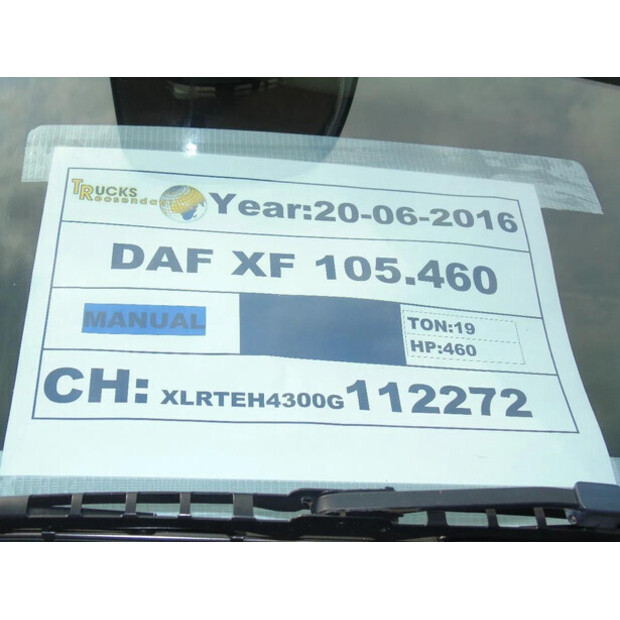 TRUCKS
Roosendaal
Year:20-06-2016
DAF XF 105.460
MANUAL
TON:19
HP:460
CH: XLRTEH4300G112272